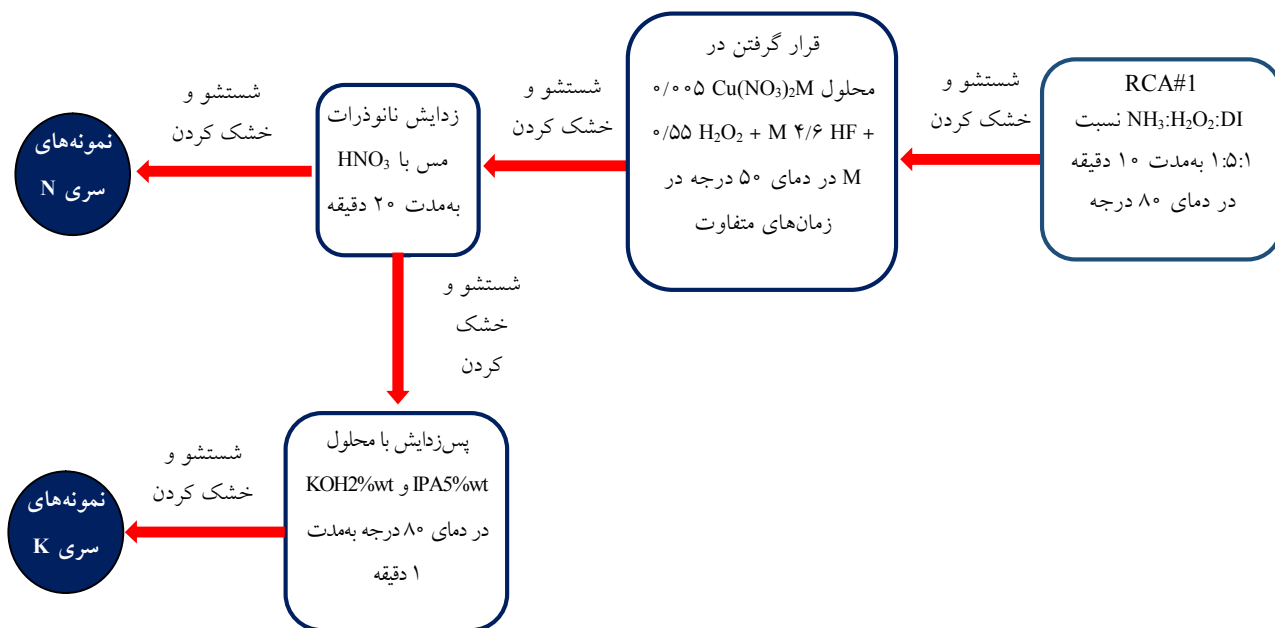 RCA#1
نسبت NH₃:H₂O₂:DI
۱:۵:۱ به‌مدت ۱۰ دقیقه
در دمای ۸۰ درجه
شستشو و
خشک کردن
قرار گرفتن در
محلول ۰/۰۰۵ Cu(NO₃)₂M
۰/۵۵ H₂O₂ + M ۴/۶ HF +
M در دمای ۵۰ درجه در
زمان‌های متفاوت
شستشو و
خشک کردن
زدایش نانوذرات
مس با HNO₃
به‌مدت ۲۰ دقیقه
شستشو و
خشک کردن
نمونه‌های
سری N
شستشو و
خشک
کردن
پس‌زدایش با محلول
KOH2%wt و IPA5%wt
در دمای ۸۰ درجه به‌مدت
۱ دقیقه
شستشو و
خشک کردن
نمونه‌های
سری K